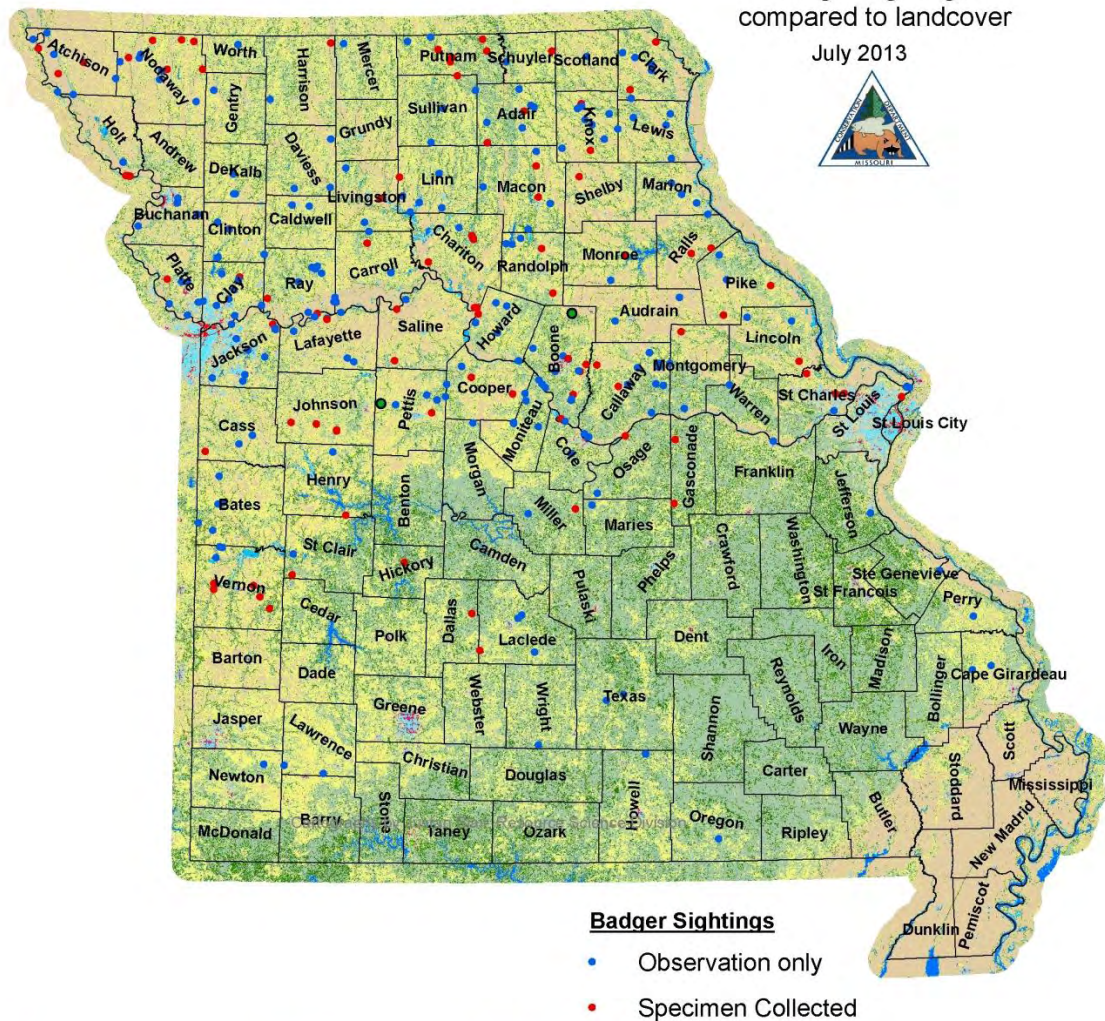 compared to landcover
July 2013
CONSERVATION DEPARTMENT
MISSOURI
Atchison
Nodaway
Worth
Harrison
Mercer
Putnam
Schuyler
Scotland
Clark
Gentry
Sullivan
Adair
Knox
Lewis
Holt
Andrew
Grundy
DeKalb
Daviess
Linn
Macon
Shelby
Marion
Livingston
Buchanan
Clinton
Caldwell
Chariton
Randolph
Monroe
Ralls
Platte
Clay
Ray
Carroll
Pike
Audrain
Saline
Howard
Boone
Jackson
Lafayette
Lincoln
Callaway
Montgomery
Cooper
Warren
St Charles
St Louis
St Louis City
Johnson
Pettis
Moniteau
Cass
Cole
Osage
Gasconade
Franklin
Morgan
Henry
Benton
Miller
Jefferson
Bates
Maries
St Clair
Camden
Washington
Crawford
Hickory
Phelps
Pulaski
Ste Genevieve
St Francois
Vernon
Perry
Cedar
Dallas
Polk
Laclede
Dent
Iron
Madison
Barton
Dade
Reynolds
Bollinger
Cape Girardeau
Webster
Wright
Texas
Greene
Shannon
Wayne
Jasper
Lawrence
Scott
Stoddard
Christian
Douglas
Carter
Mississippi
Newton
Butler
Stone
Howell
New Madrid
Barry
McDonald
Taney
Ozark
Oregon
Ripley
Resource Science Division
Dunklin
Pemiscot
Badger Sightings
Observation only
Specimen Collected